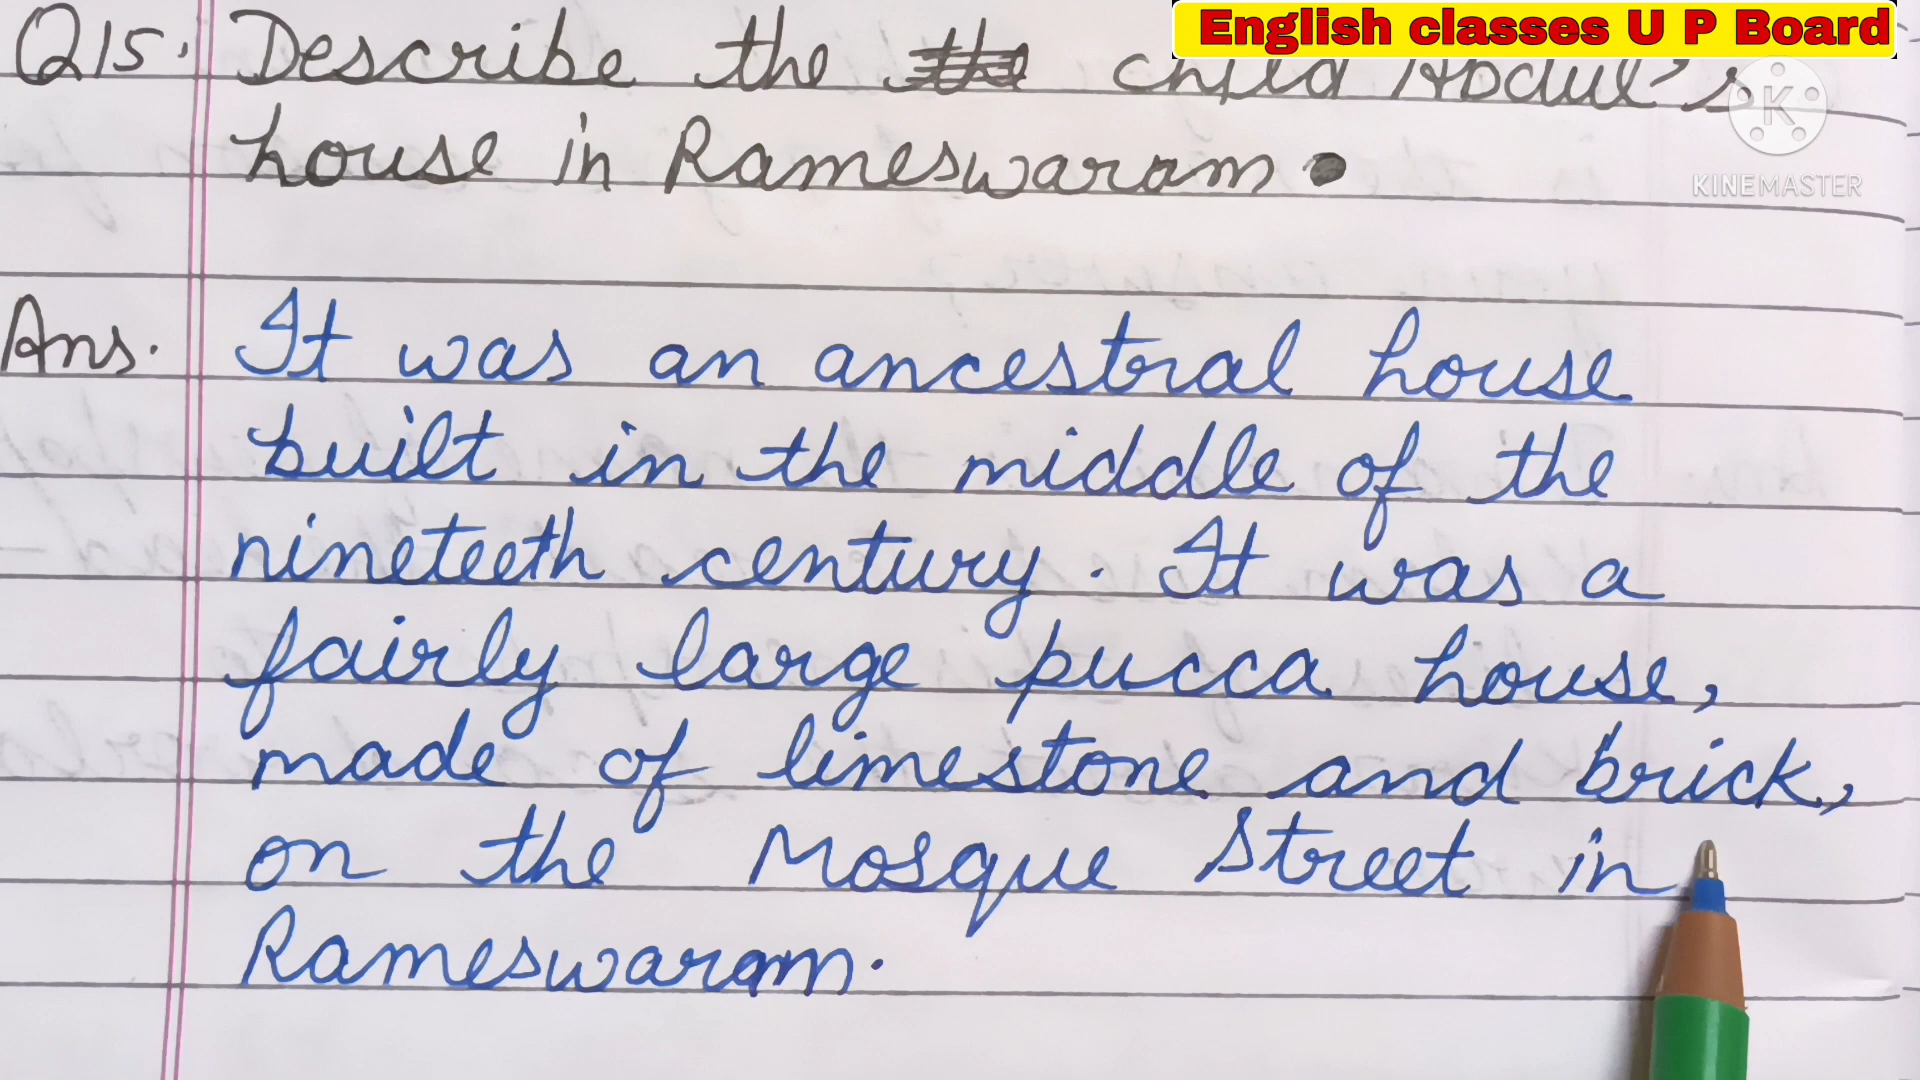 English classes U P Board
Q15. Describe the the child Abdul's
house in Rameswaram.
K
KINEMASTER
Ans. It was an ancestral house
built in the middle of the
nineteeth century. It was a
fairly large pucca house,
made of limestone and brick,
on the Mosque Street in
Rameswaram.